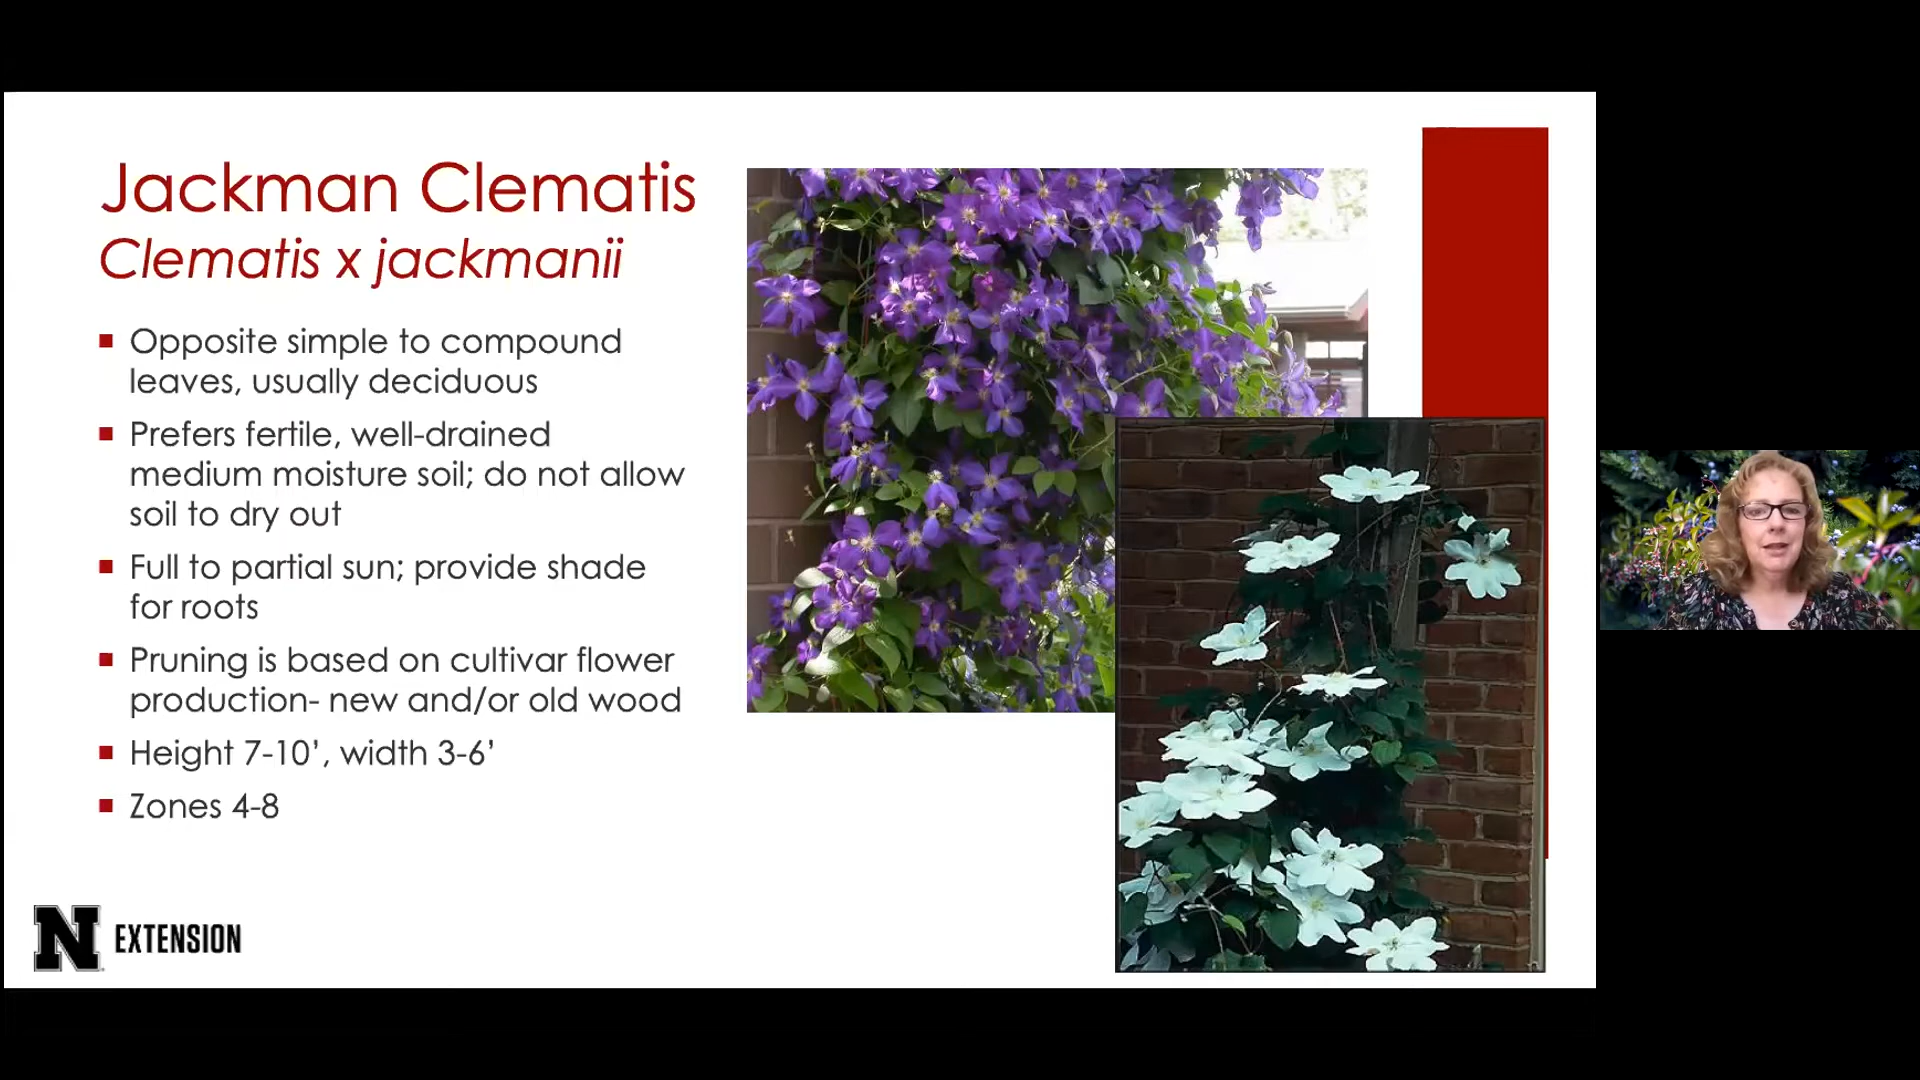 Jackman Clematis
Clematis x jackmanii
▪ Opposite simple to compound
leaves, usually deciduous
▪ Prefers fertile, well-drained
medium moisture soil; do not allow
soil to dry out
▪ Full to partial sun; provide shade
for roots
▪ Pruning is based on cultivar flower
production- new and/or old wood
▪ Height 7-10’, width 3-6’
▪ Zones 4-8
N EXTENSION